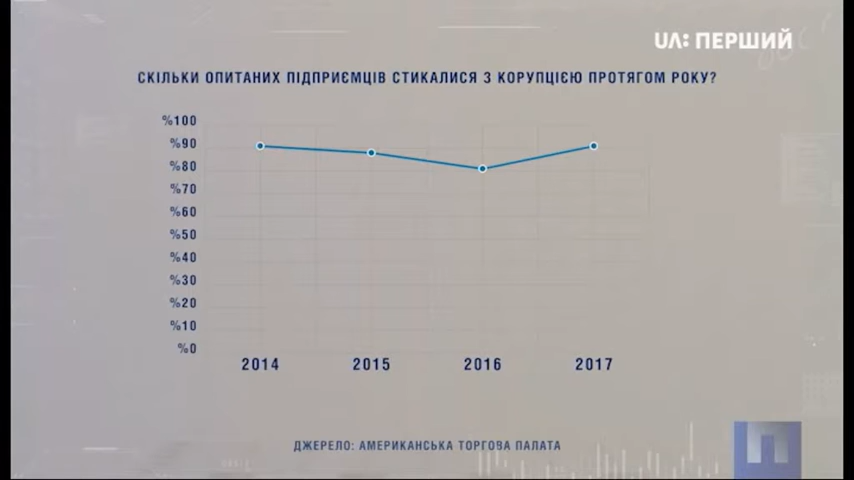 UA: ПЕРШИЙ
СКІЛЬКИ ОПИТАНИХ ПІДПРИЄМЦІВ СТИКАЛИСЯ З КОРУПЦІЄЮ ПРОТЯГОМ РОКУ?
%100
%90
%80
%70
%60
%50
%40
%30
%20
%10
%0
2014 2015 2016 2017
ДЖЕРЕЛО: АМЕРИКАНСЬКА ТОРГОВА ПАЛАТА
П